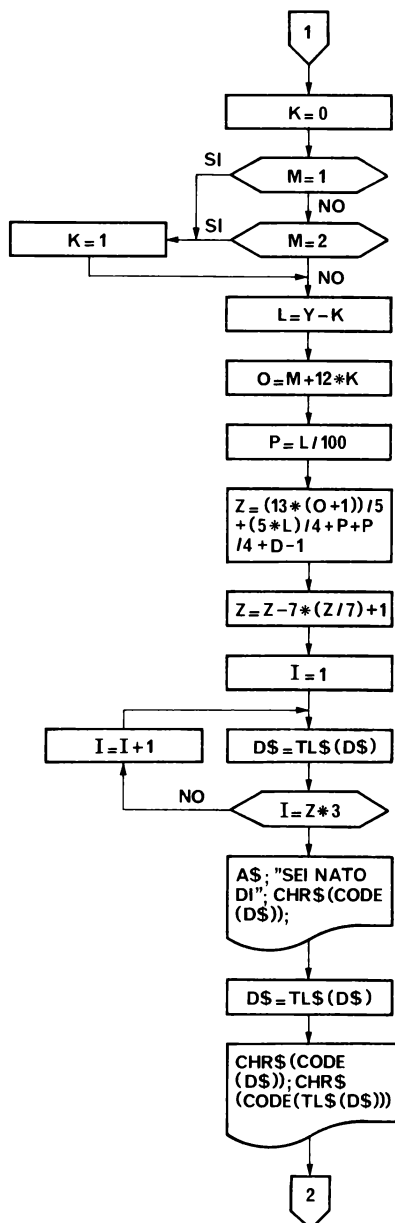 1
K=0
SI
M=1
NO
K=1
SI
M=2
NO
L=Y-K
O=M+12*K
P=L/100
Z=(13*(O+1))/5
+(5*L)/4+P+P
/4+D-1
Z=Z-7*(Z/7)+1
I=1
I=I+1
D$=TL$(D$)
NO
I=Z*3
A$; "SEI NATO
DI"; CHR$(CODE
(D$));
D$=TL$(D$)
CHR$(CODE
(D$)); CHR$
(CODE(TL$(D$)))
2